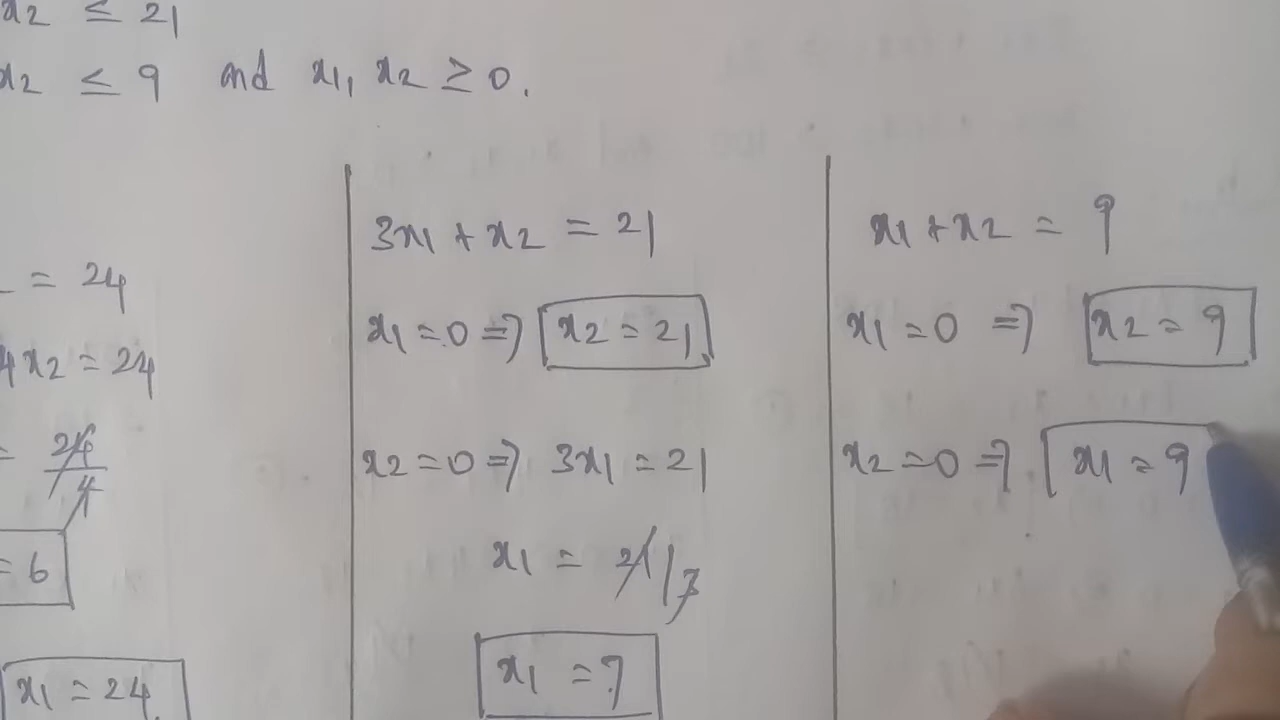 x2 ≤ 21
x2 ≤ 9 and x1, x2 ≥ 0.
= 24
4x2 = 24
= 24/4
= 6
x1 = 24
3x1 + x2 = 21
x1 = 0 ⇒ x2 = 21
x2 = 0 ⇒ 3x1 = 21
x1 = 21/3
x1 = 7
x1 + x2 = 9
x1 = 0 ⇒ x2 = 9
x2 = 0 ⇒ x1 = 9